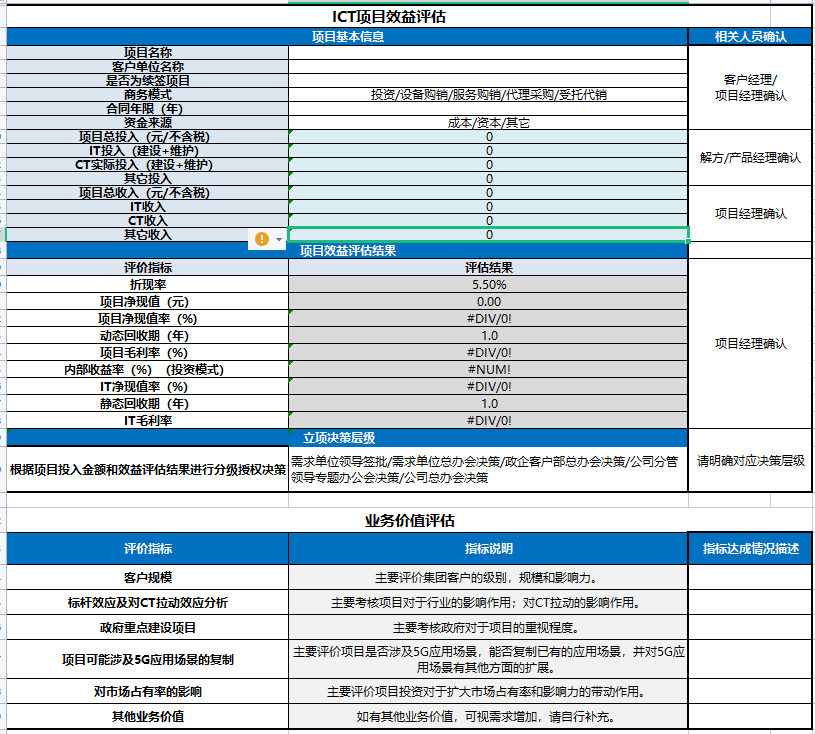 ICT项目效益评估
项目基本信息 相关人员确认
项目名称
客户单位名称
是否为续签项目
商务模式 投资/设备购销/服务购销/代理采购/受托代销
合同年限（年）
资金来源 成本/资本/其它
客户经理/
项目经理确认
项目总投入（元/不含税） 0
IT投入（建设+维护） 0
CT实际投入（建设+维护） 0
其它投入 0
解方/产品经理确认
项目总收入（元/不含税） 0
IT收入 0
CT收入 0
其它收入 0
项目经理确认
项目效益评估结果
评价指标 评估结果
折现率 5.50%
项目净现值（元） 0.00
项目净现值率（%） #DIV/0!
动态回收期（年） 1.0
项目毛利率（%） #DIV/0!
内部收益率（%）（投资模式） #NUM!
IT净现值率（%） #DIV/0!
静态回收期（年） 1.0
IT毛利率 #DIV/0!
项目经理确认
立项决策层级
根据项目投入金额和效益评估结果进行分级授权决策
需求单位领导签批/需求单位总办会决策/政企客户部总办会决策/公司分管
领导专题办公会决策/公司总办会决策
请明确对应决策层级
业务价值评估
评价指标 指标说明 指标达成情况描述
客户规模 主要评价集团客户的级别，规模和影响力。
标杆效应及对CT拉动效应分析 主要考核项目对于行业的影响作用；对CT拉动的影响作用。
政府重点建设项目 主要考核政府对于项目的重视程度。
项目可能涉及5G应用场景的复制
主要评价项目是否涉及5G应用场景，能否复制已有的应用场景，并对5G应
用场景有其他方面的扩展。
对市场占有率的影响 主要评价项目投资对于扩大市场占有率和影响力的带动作用。
其他业务价值 如有其他业务价值，可视需求增加，请自行补充。